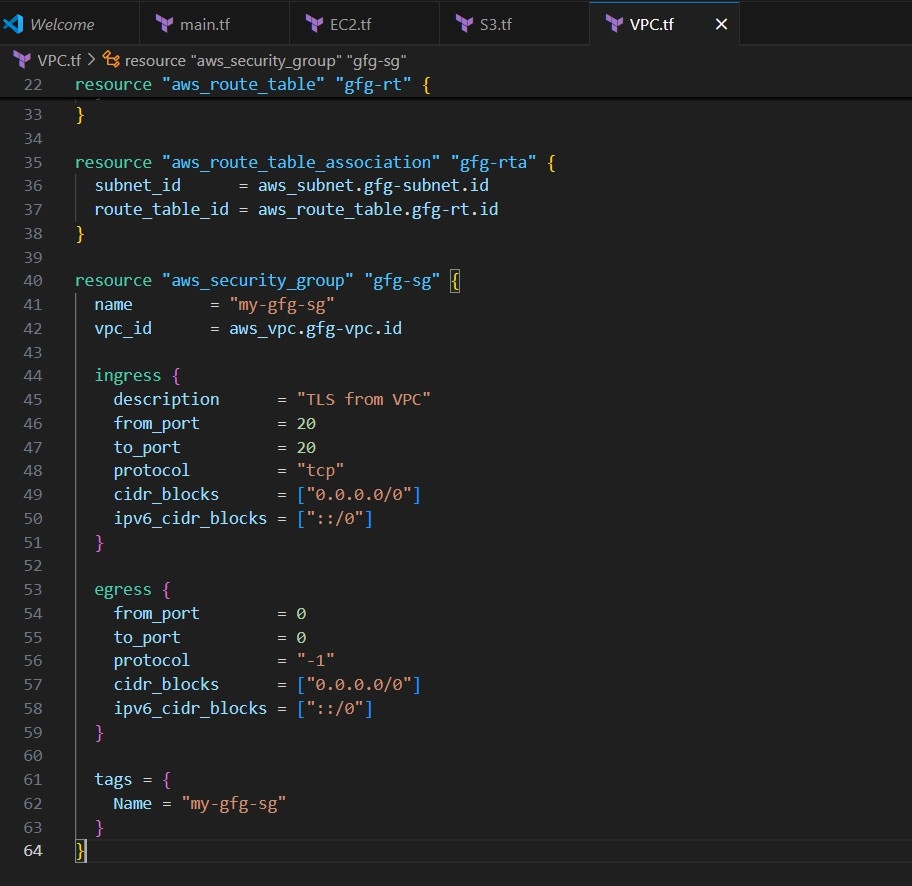 Welcome main.tf EC2.tf S3.tf VPC.tf ×
VPC.tf > resource "aws_security_group" "gfg-sg"
22 resource "aws_route_table" "gfg-rt" {
33 }
34
35 resource "aws_route_table_association" "gfg-rta" {
36   subnet_id      = aws_subnet.gfg-subnet.id
37   route_table_id = aws_route_table.gfg-rt.id
38 }
39
40 resource "aws_security_group" "gfg-sg" {
41   name        = "my-gfg-sg"
42   vpc_id      = aws_vpc.gfg-vpc.id
43
44   ingress {
45     description      = "TLS from VPC"
46     from_port        = 20
47     to_port          = 20
48     protocol         = "tcp"
49     cidr_blocks      = ["0.0.0.0/0"]
50     ipv6_cidr_blocks = ["::/0"]
51   }
52
53   egress {
54     from_port        = 0
55     to_port          = 0
56     protocol         = "-1"
57     cidr_blocks      = ["0.0.0.0/0"]
58     ipv6_cidr_blocks = ["::/0"]
59   }
60
61   tags = {
62     Name = "my-gfg-sg"
63   }
64 }